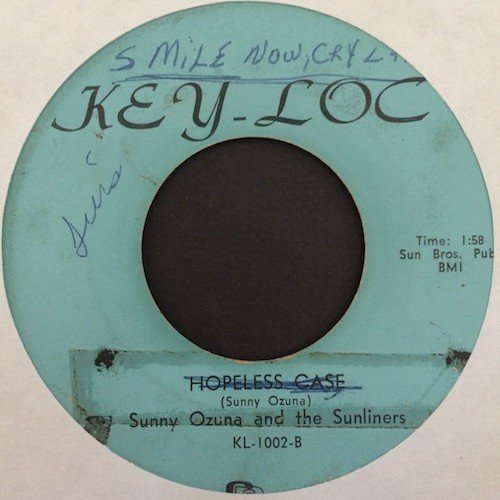 SMILE NOW, CRY
KEY-LOC
Time: 1:58
Sun Bros. Pub
BMI
HOPELESS CASE
(Sunny Ozuna)
Sunny Ozuna and the Sunliners
KL-1002-B